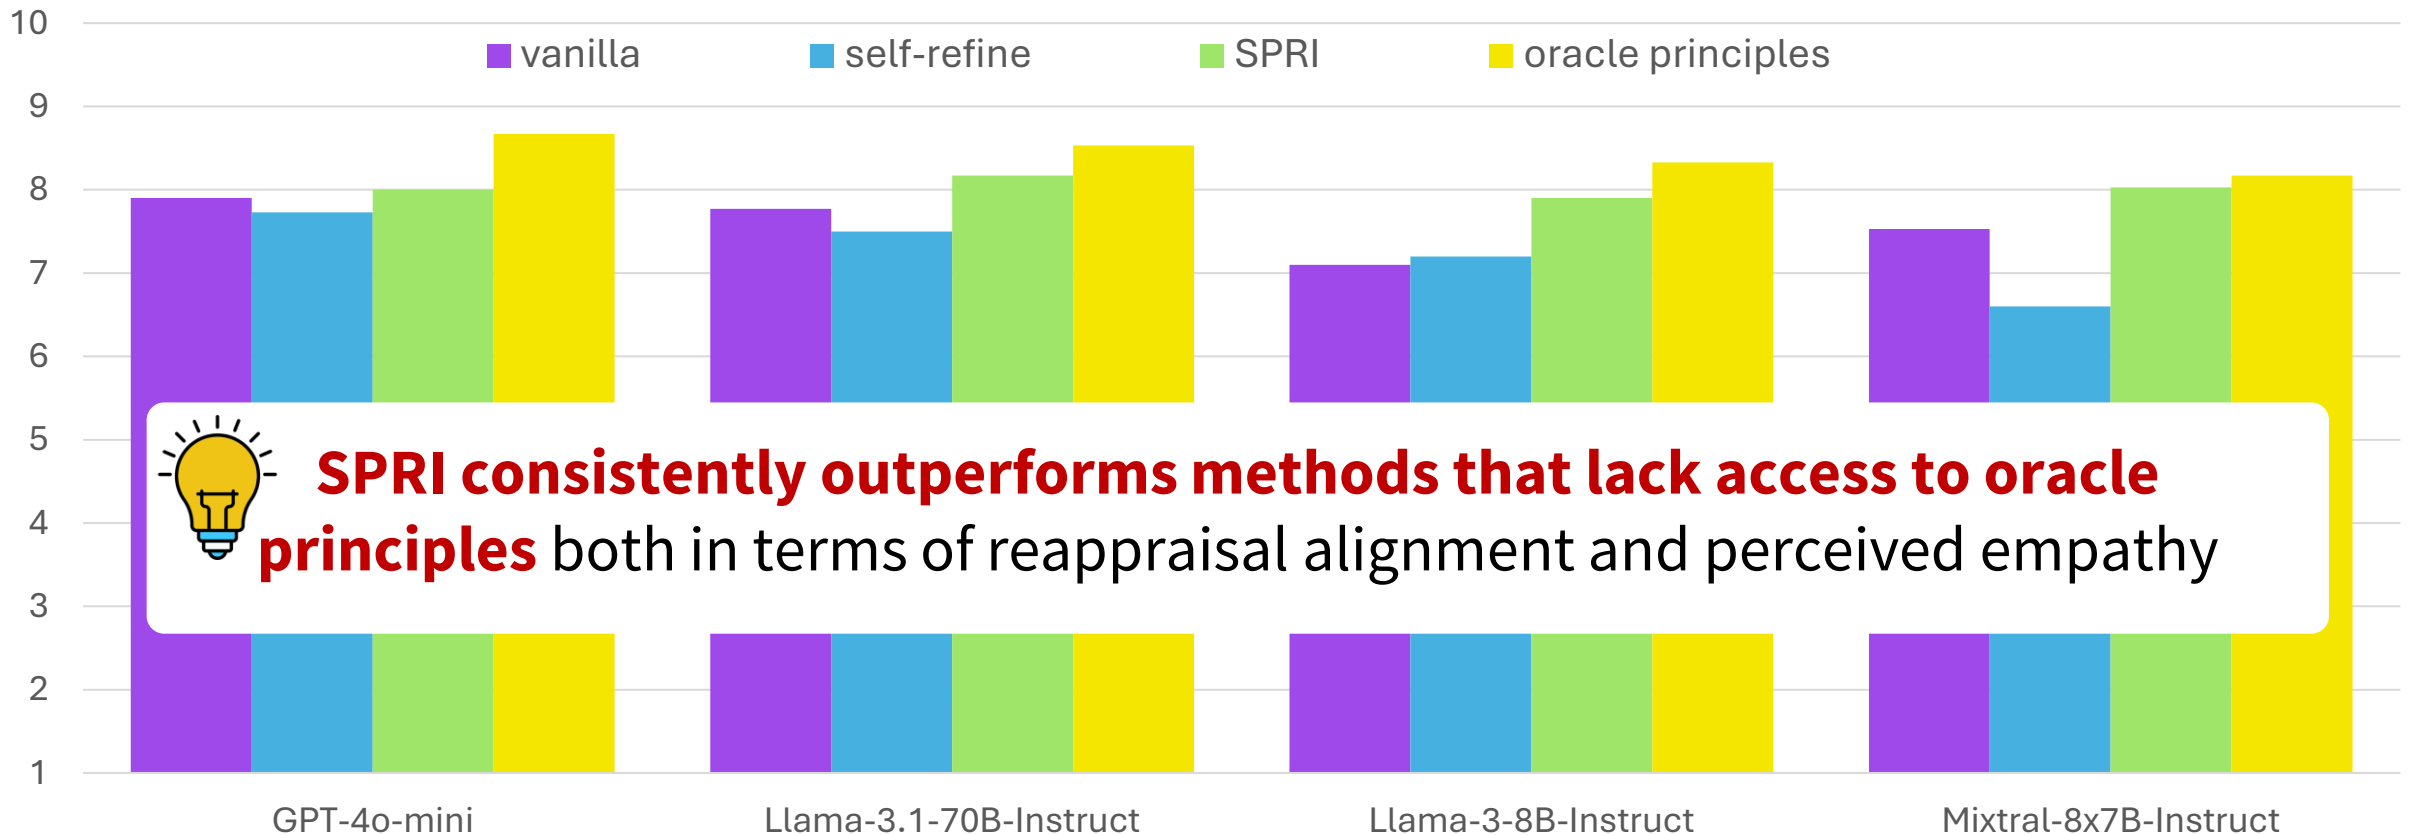 10
vanilla self-refine SPRI oracle principles
9
8
7
6
5
SPRI consistently outperforms methods that lack access to oracle
4
principles both in terms of reappraisal alignment and perceived empathy
3
2
1
GPT-4o-mini Llama-3.1-70B-Instruct Llama-3-8B-Instruct Mixtral-8x7B-Instruct